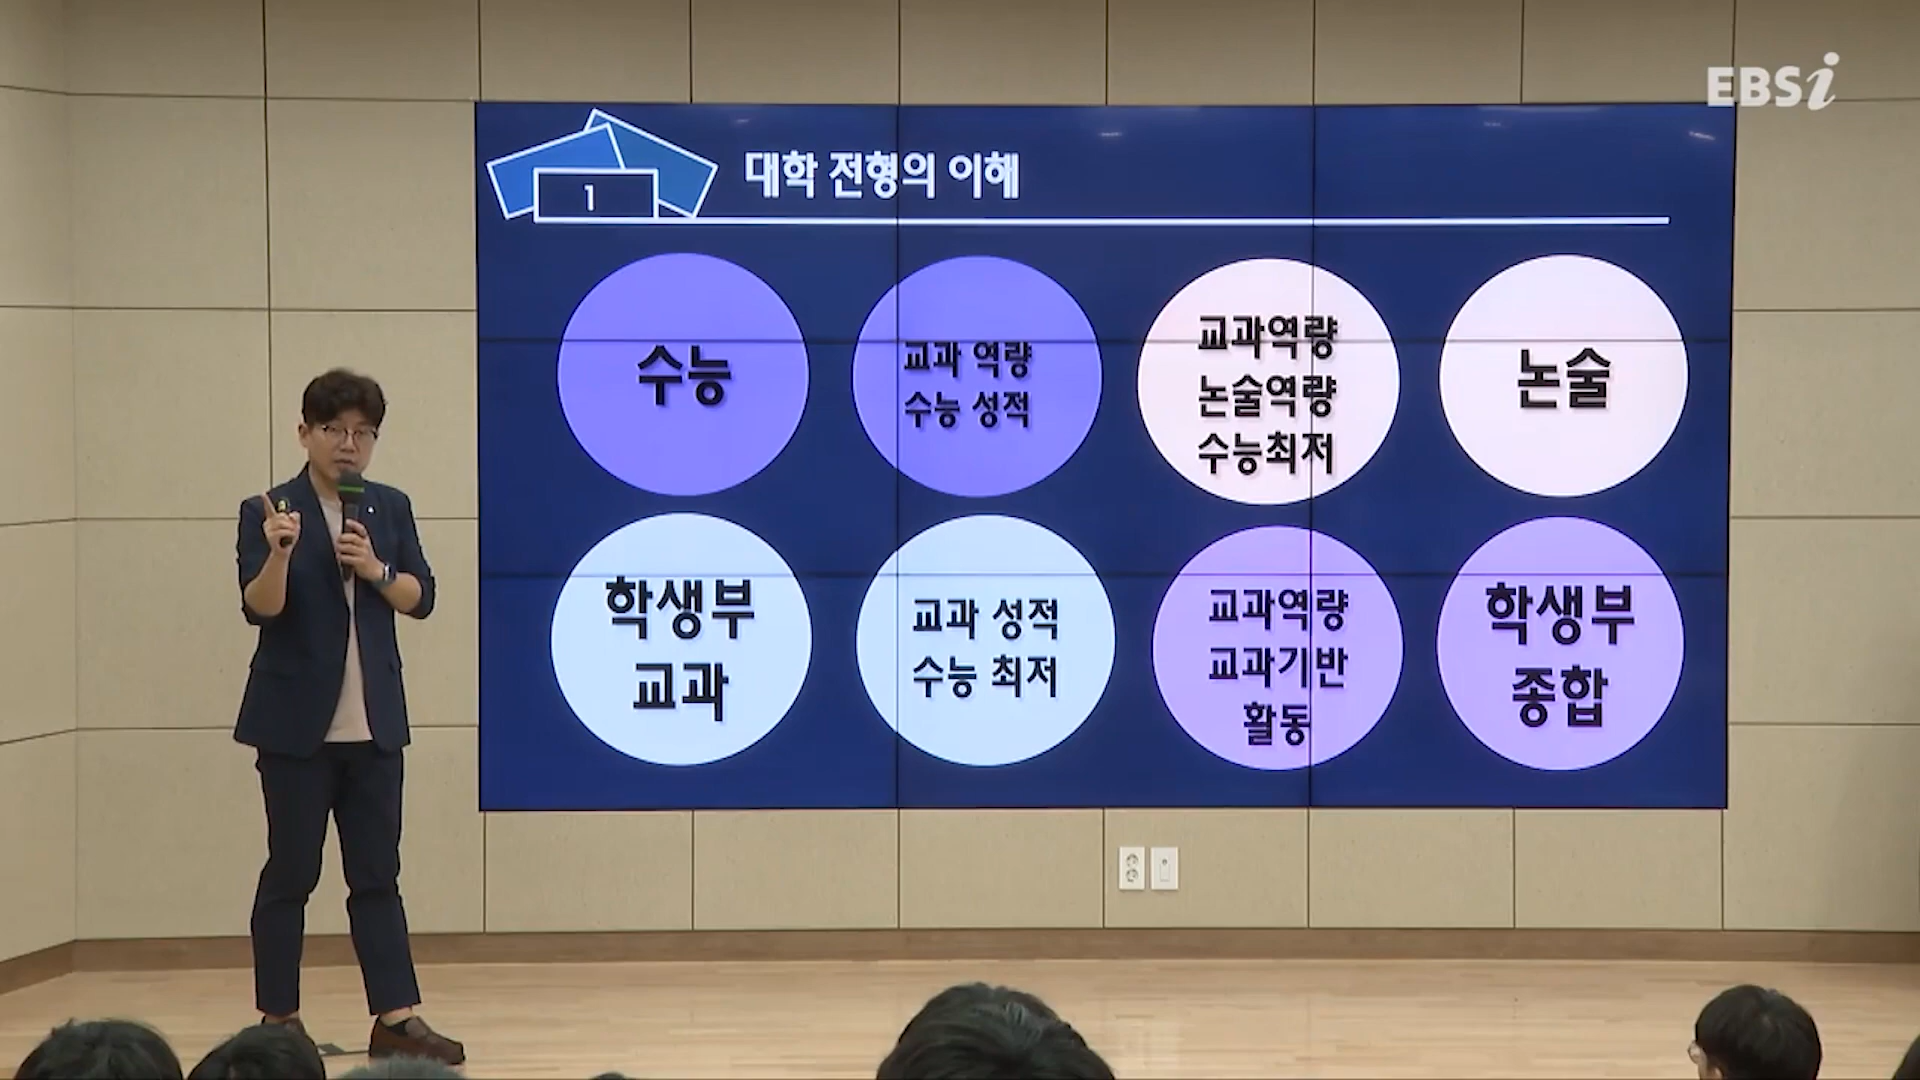 EBSi
1
대학 전형의 이해
수능
교과 역량
수능 성적
교과역량
논술역량
수능최저
논술
학생부
교과
교과 성적
수능 최저
교과역량
교과기반
활동
학생부
종합